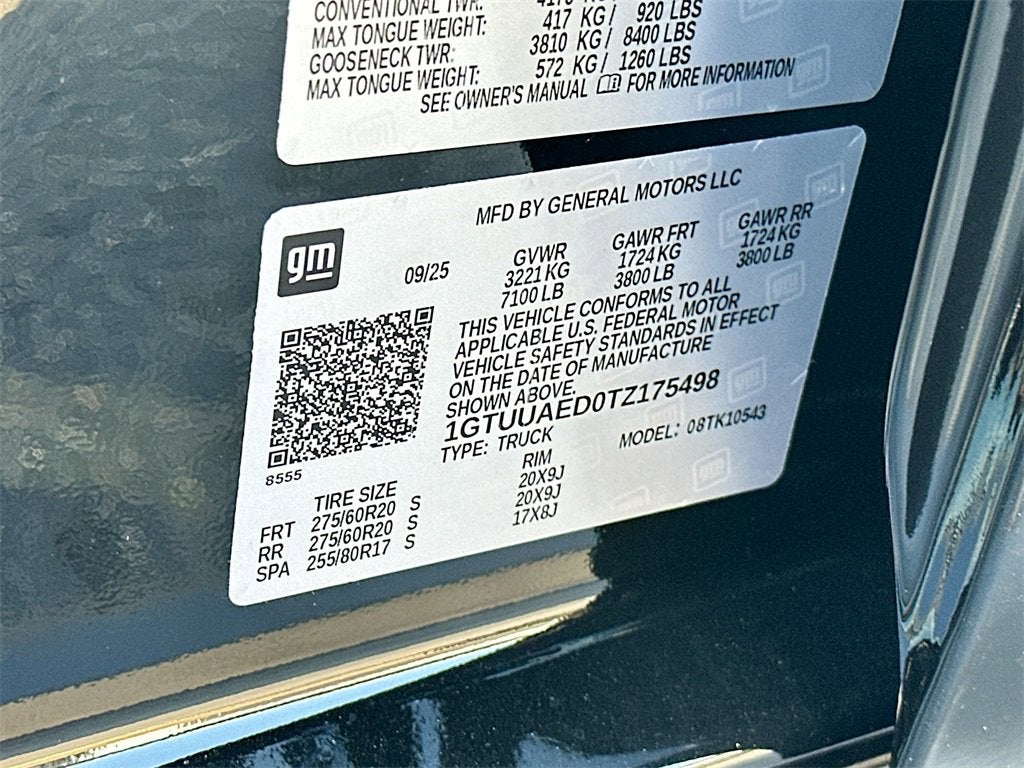 CONVENTIONAL TWR:
MAX TONGUE WEIGHT: 417 KG / 920 LBS
GOOSENECK TWR: 3810 KG / 8400 LBS
MAX TONGUE WEIGHT: 572 KG / 1260 LBS
SEE OWNER'S MANUAL FOR MORE INFORMATION
MFD BY GENERAL MOTORS LLC
gm
09/25
GVWR GAWR FRT GAWR RR
3221 KG 1724 KG 1724 KG
7100 LB 3800 LB 3800 LB
THIS VEHICLE CONFORMS TO ALL
APPLICABLE U.S. FEDERAL MOTOR
VEHICLE SAFETY STANDARDS IN EFFECT
ON THE DATE OF MANUFACTURE
SHOWN ABOVE.
1GTUUAED0TZ175498
TYPE: TRUCK MODEL: 08TK10543
8555
TIRE SIZE RIM
FRT 275/60R20 S 20X9J
RR 275/60R20 S 20X9J
SPA 255/80R17 S 17X8J